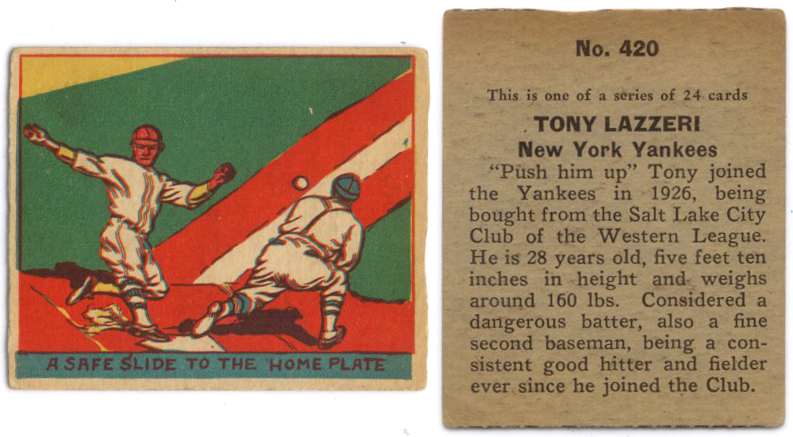 A SAFE SLIDE TO THE HOME PLATE
No. 420
This is one of a series of 24 cards
TONY LAZZERI
New York Yankees
"Push him up" Tony joined
the Yankees in 1926, being
bought from the Salt Lake City
Club of the Western League.
He is 28 years old, five feet ten
inches in height and weighs
around 160 lbs. Considered a
dangerous batter, also a fine
second baseman, being a con-
sistent good hitter and fielder
ever since he joined the Club.